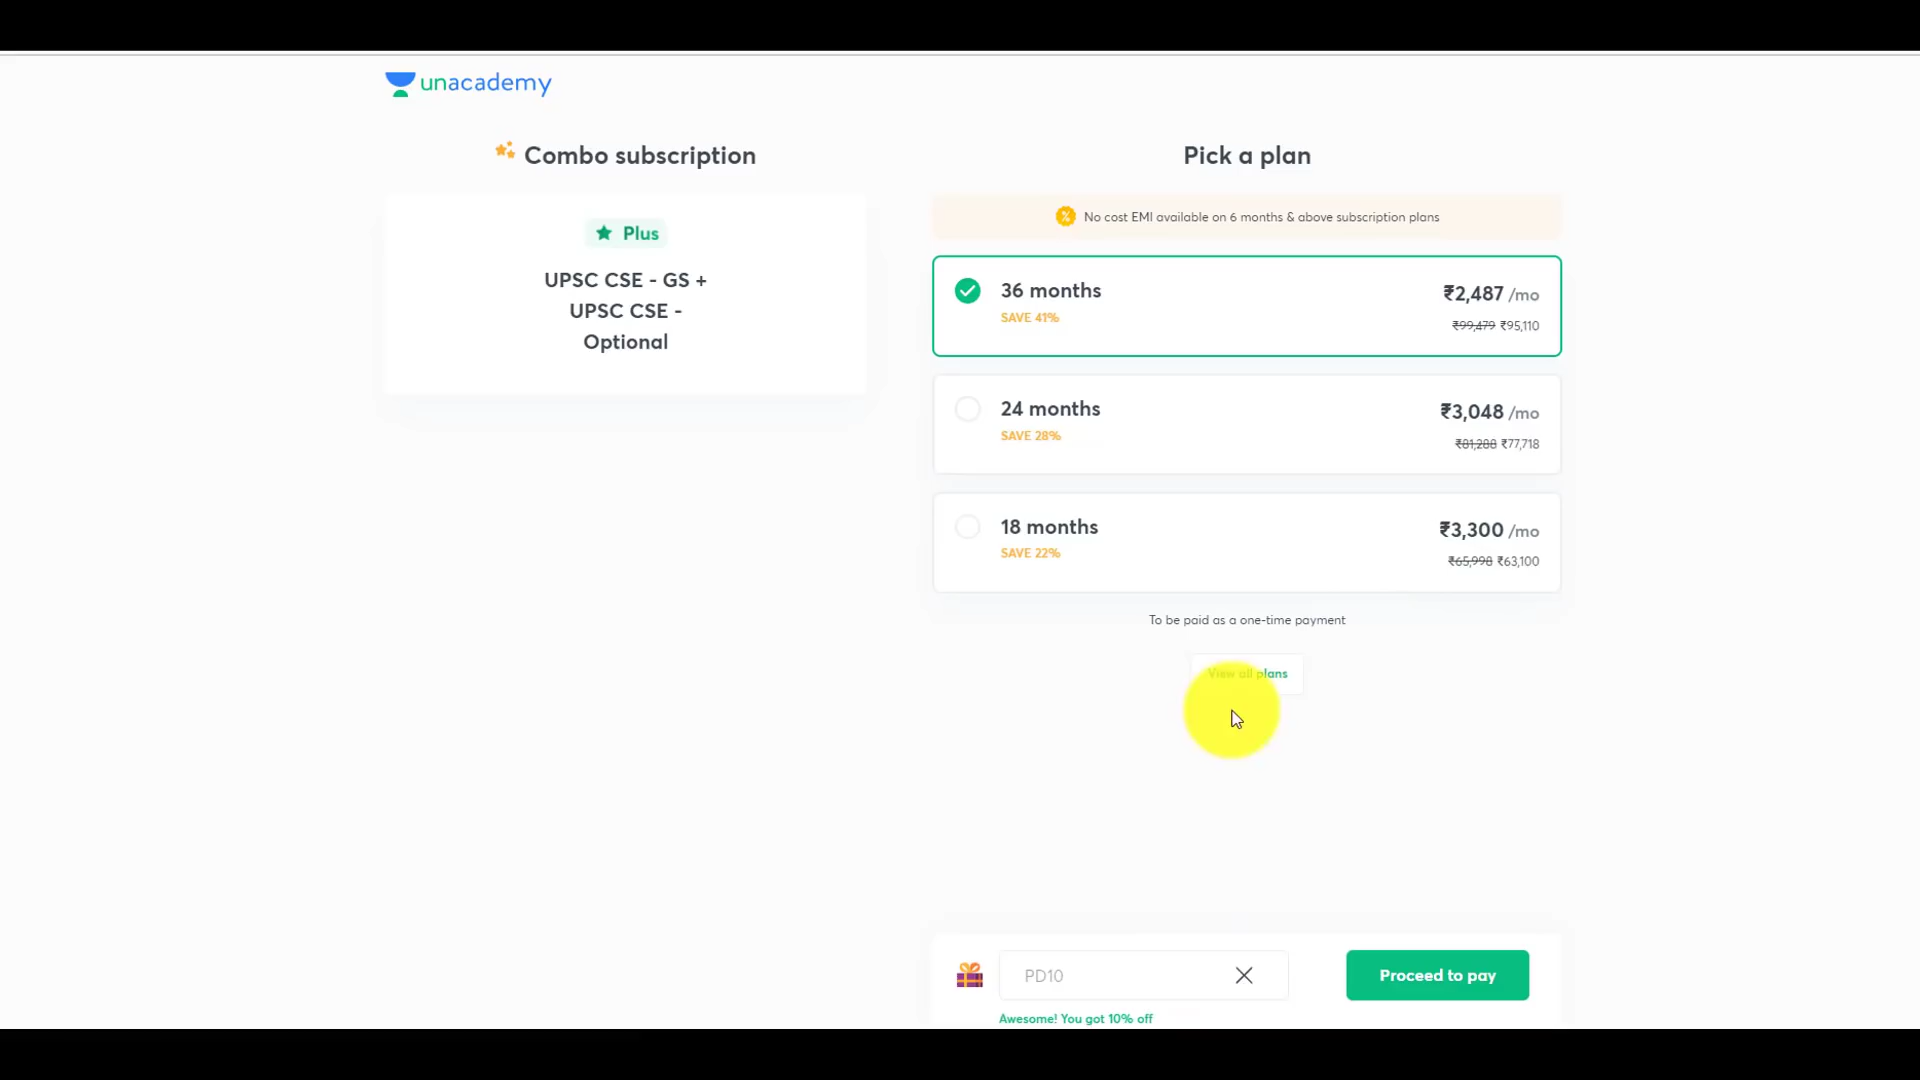 unacademy
Combo subscription
Plus
UPSC CSE - GS +
UPSC CSE -
Optional
Pick a plan
No cost EMI available on 6 months & above subscription plans
36 months
₹2,487 /mo
SAVE 41%
₹99,479 ₹95,110
24 months
₹3,048 /mo
SAVE 28%
₹81,288 ₹77,718
18 months
₹3,300 /mo
SAVE 22%
₹65,998 ₹63,100
To be paid as a one-time payment
View all plans
PD10
Proceed to pay
Awesome! You got 10% off